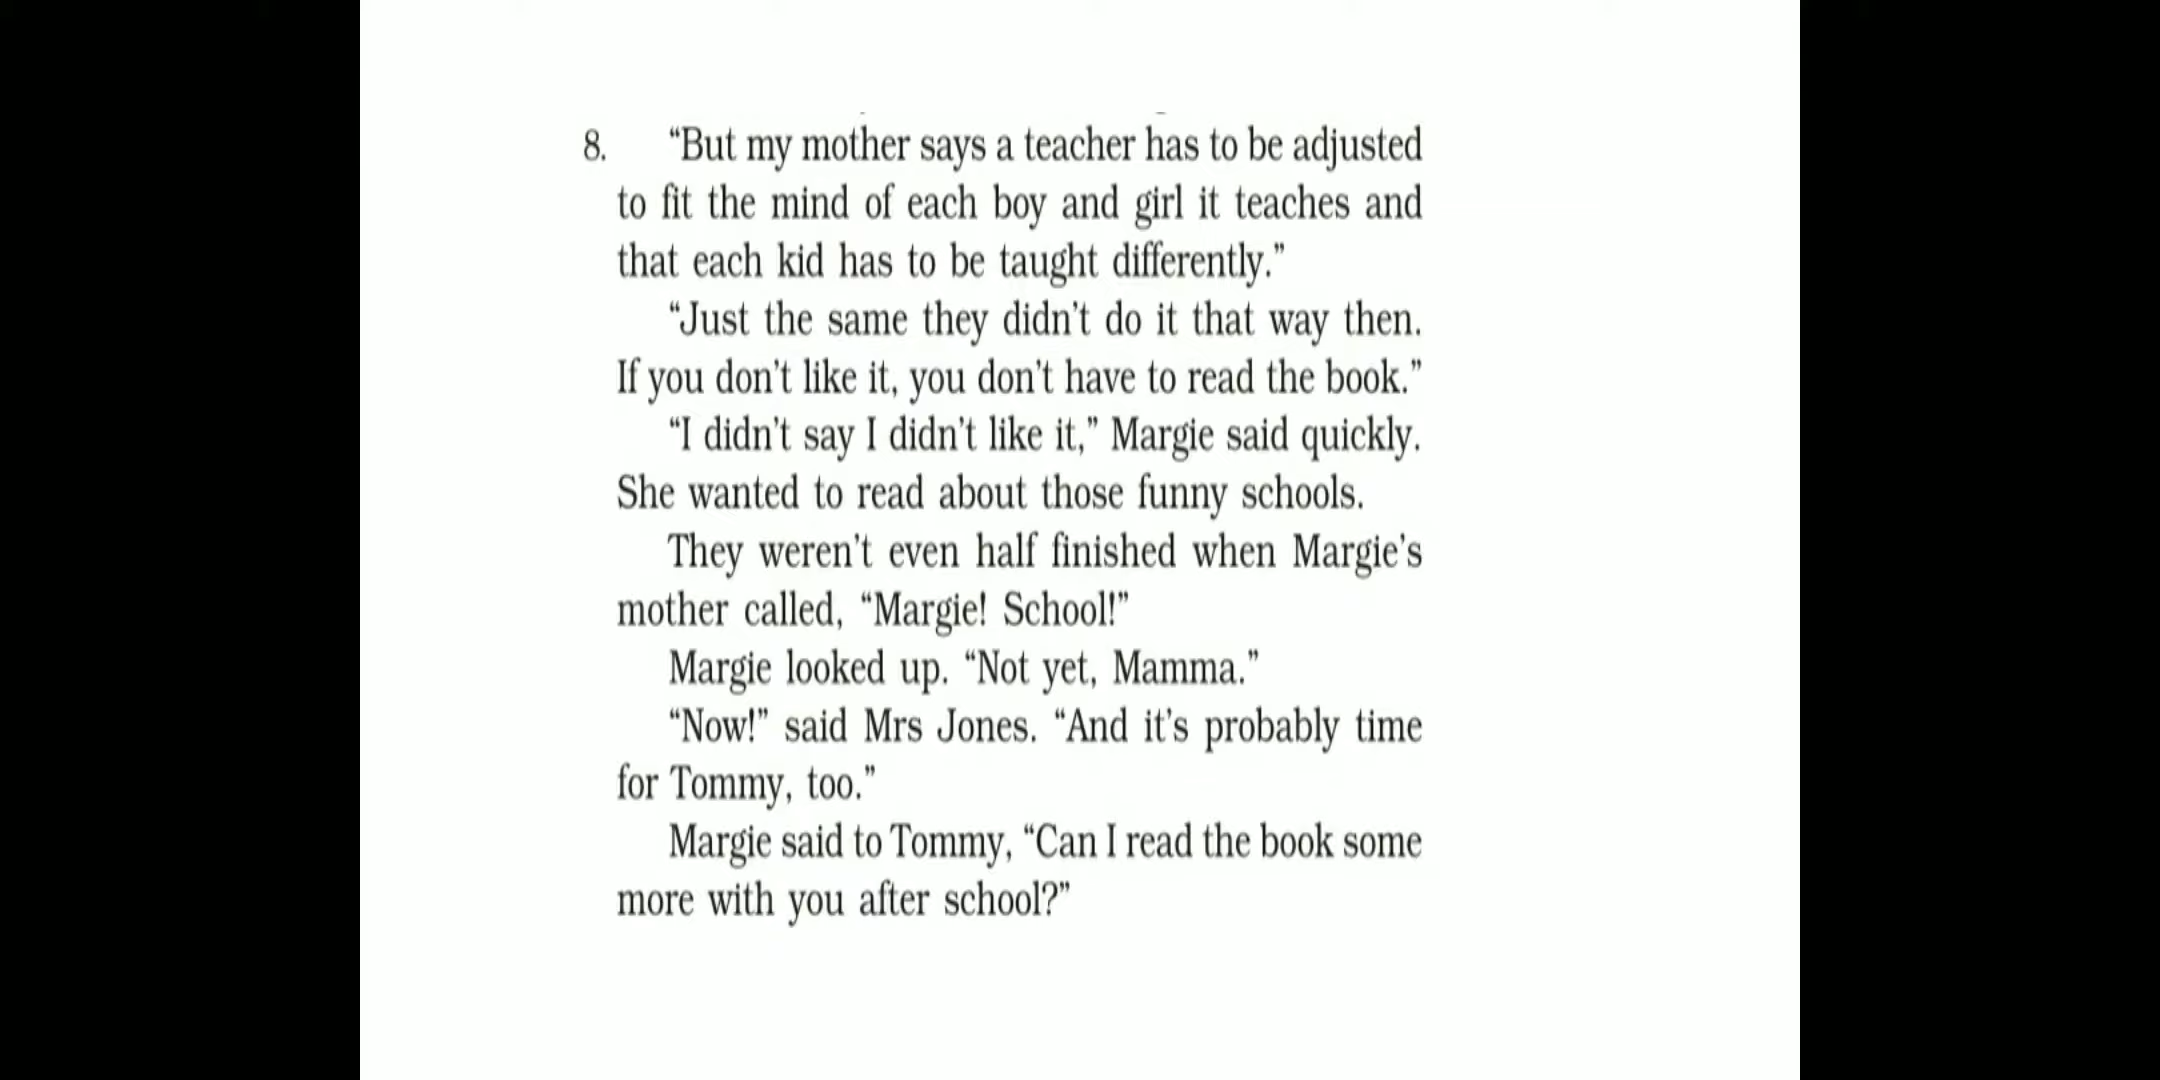 8. “But my mother says a teacher has to be adjusted
to fit the mind of each boy and girl it teaches and
that each kid has to be taught differently.”
“Just the same they didn’t do it that way then.
If you don’t like it, you don’t have to read the book.”
“I didn’t say I didn’t like it,” Margie said quickly.
She wanted to read about those funny schools.
They weren’t even half finished when Margie’s
mother called, “Margie! School!”
Margie looked up. “Not yet, Mamma.”
“Now!” said Mrs Jones. “And it’s probably time
for Tommy, too.”
Margie said to Tommy, “Can I read the book some
more with you after school?”